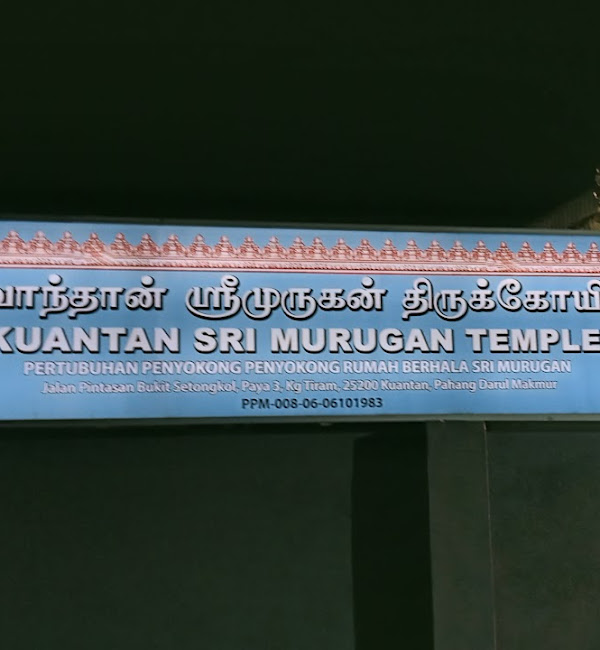 வாந்தான் ஸ்ரீமுருகன் திருக்கோயி
KUANTAN SRI MURUGAN TEMPLE
PERTUBUHAN PENYOKONG PENYOKONG RUMAH BERHALA SRI MURUGAN
Jalan Pintasan Bukit Setongkol, Paya 3, Kg Tiram, 25200 Kuantan, Pahang Darul Makmur
PPM-008-06-06101983